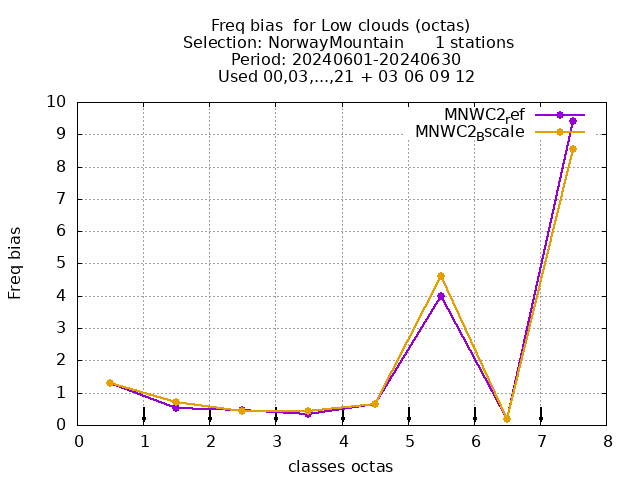 Freq bias  for Low clouds (octas)
Selection: NorwayMountain      1 stations
Period: 20240601-20240630
Used 00,03,...,21 + 03 06 09 12
MNWC2ref
MNWC2Bscale
Freq bias
10
9
8
7
6
5
4
3
2
1
0
0 1 2 3 4 5 6 7 8
classes octas